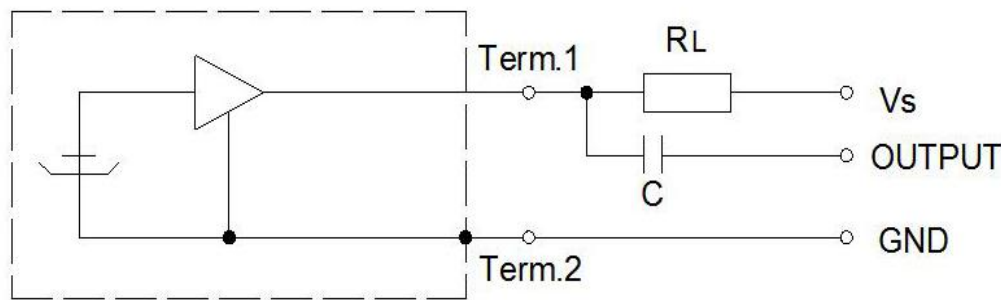 Term.1
RL
Vs
OUTPUT
C
GND
Term.2